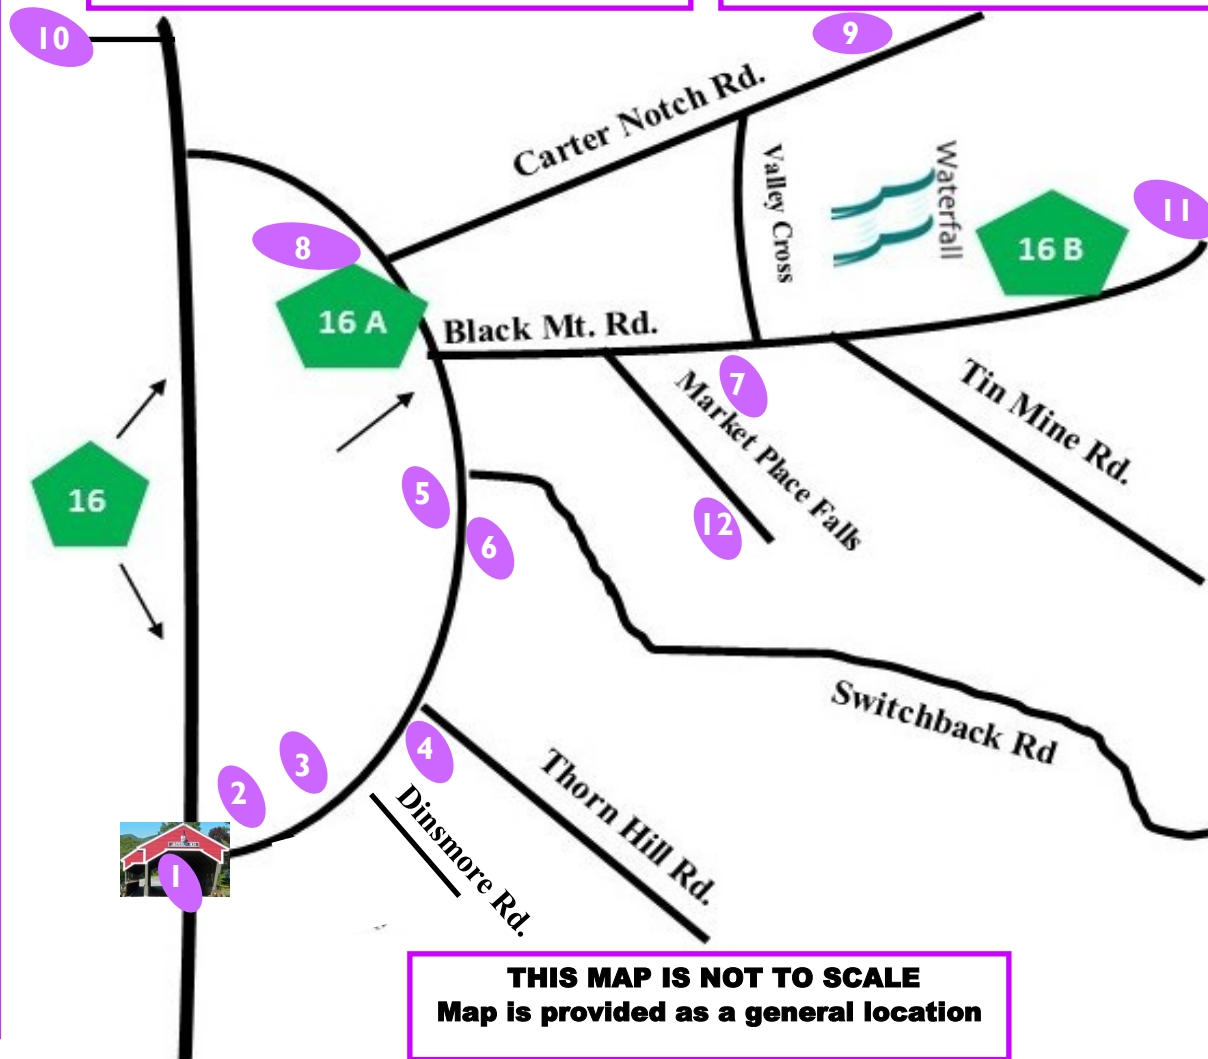 10
9
Carter Notch Rd.
Valley Cross
Waterfall
11
8
16 B
16 A
Black Mt. Rd.
7
Market Place Falls
Tin Mine Rd.
16
5
12
6
Switchback Rd
4
3
2
Thorn Hill Rd.
Dinsmore Rd.
1
THIS MAP IS NOT TO SCALE
Map is provided as a general location